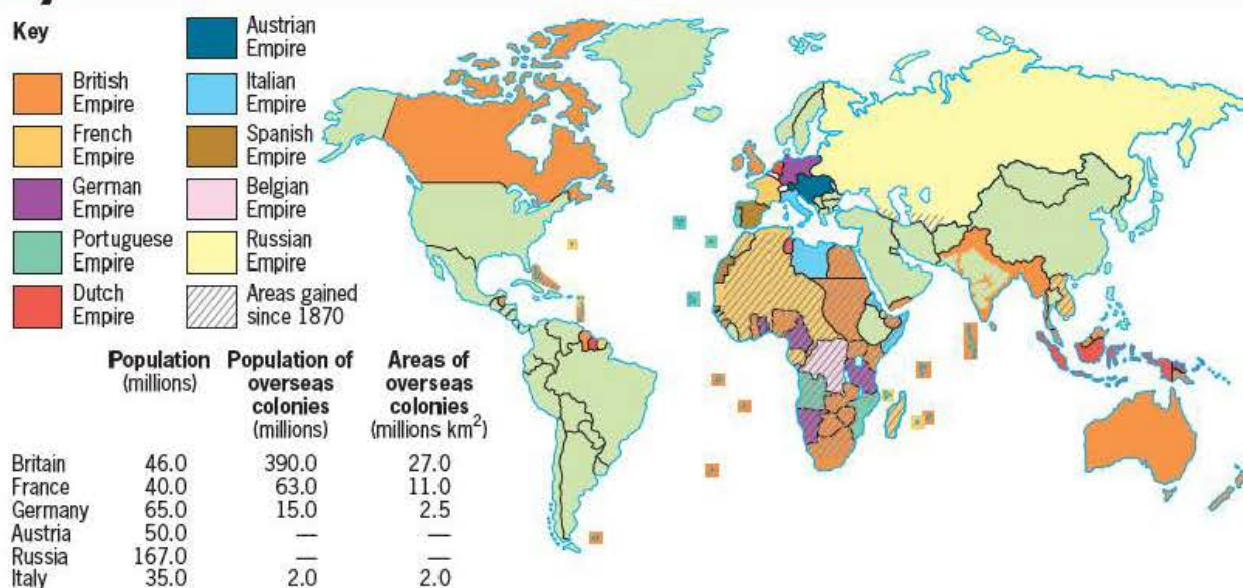 Key
British
Empire
French
Empire
German
Empire
Portuguese
Empire
Dutch
Empire
Austrian
Empire
Italian
Empire
Spanish
Empire
Belgian
Empire
Russian
Empire
Areas gained
since 1870
Population (millions) Population of overseas colonies (millions) Areas of overseas colonies (millions km²)
Britain 46.0 390.0 27.0
France 40.0 63.0 11.0
Germany 65.0 15.0 2.5
Austria 50.0 — —
Russia 167.0 — —
Italy 35.0 2.0 2.0